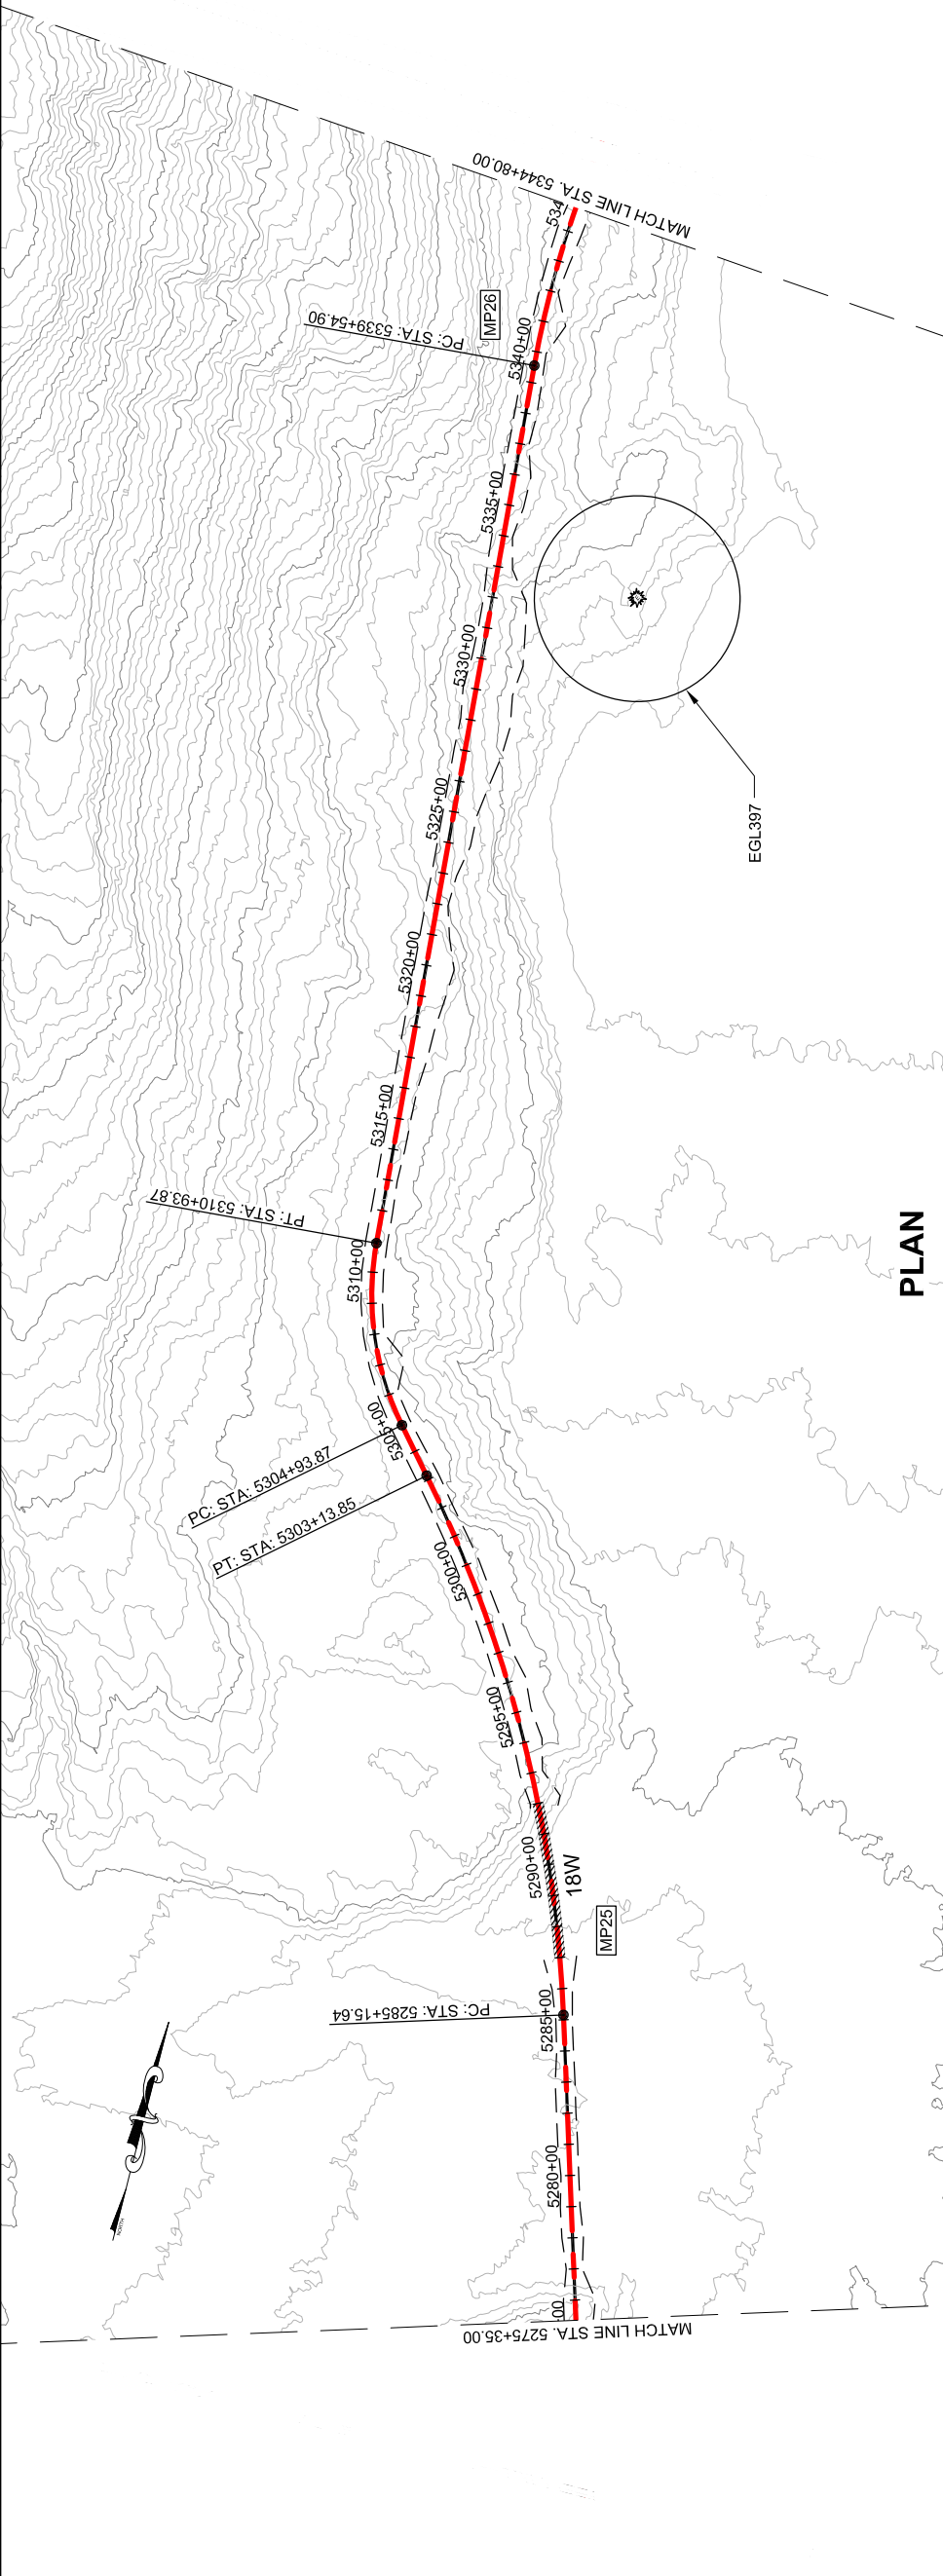 MATCH LINE STA. 5275+35.00
00
5280+00
5285+00
PC: STA: 5285+15.64
MP25
18W
5290+00
5295+00
5300+00
PT: STA: 5303+13.85
PC: STA: 5304+93.87
5305+00
5310+00
PT: STA: 5310+93.87
5315+00
5320+00
5325+00
5330+00
5335+00
5340+00
PC: STA: 5339+54.90
MP26
534
MATCH LINE STA. 5344+80.00
EGL397
NORTH
PLAN